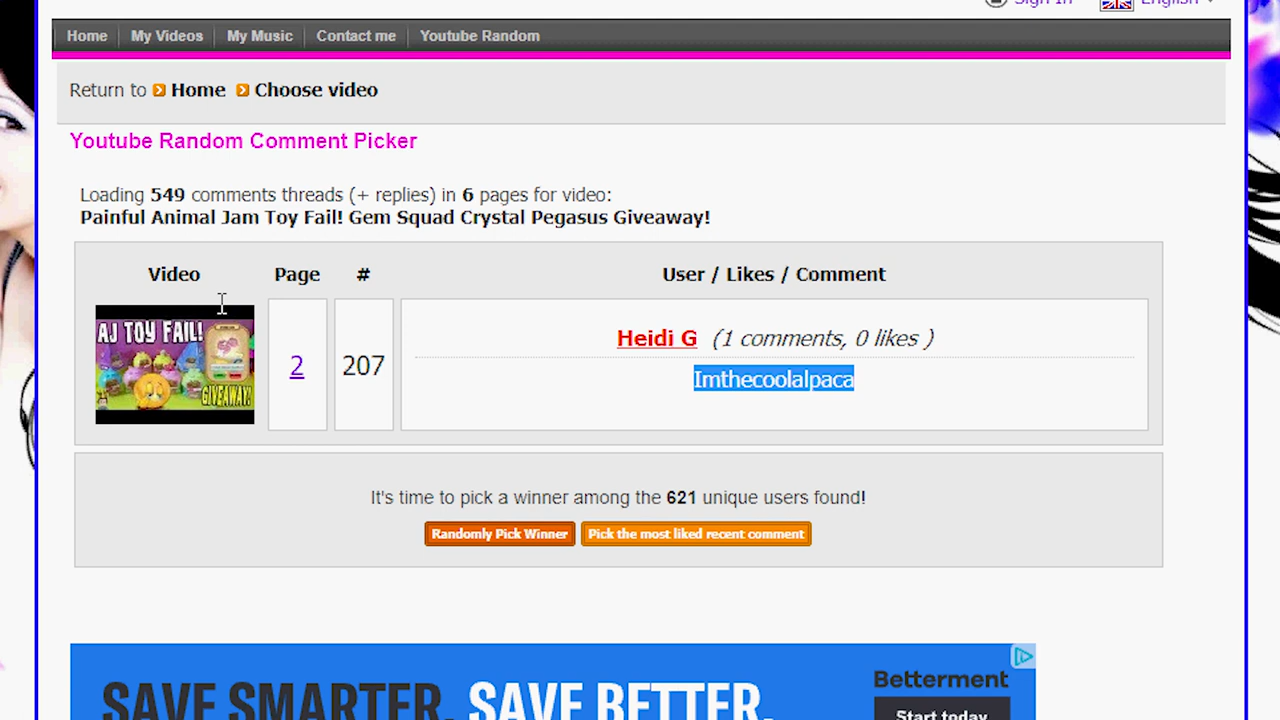 Sign In English
Home My Videos My Music Contact me Youtube Random
Return to Home Choose video
Youtube Random Comment Picker
Loading 549 comments threads (+ replies) in 6 pages for video:
Painful Animal Jam Toy Fail! Gem Squad Crystal Pegasus Giveaway!
Video Page # User / Likes / Comment
AJ TOY FAIL!
GIVEAWAY!
2 207
Heidi G (1 comments, 0 likes )
Imthecoolalpaca
It's time to pick a winner among the 621 unique users found!
Randomly Pick Winner Pick the most liked recent comment
SAVE SMARTER. SAVE BETTER.
Betterment
Start today